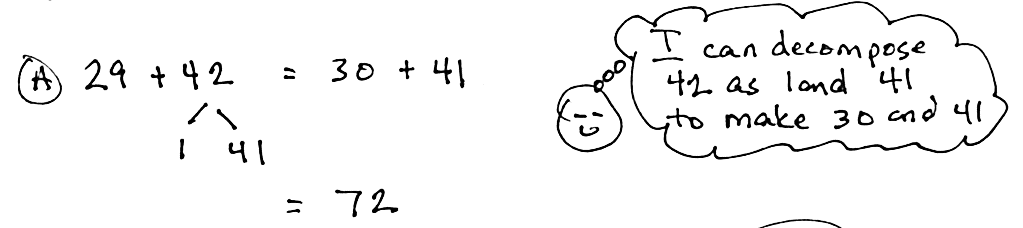 A 29 + 42 = 30 + 41
1 41
= 72
I can decompose
42 as 1 and 41
to make 30 and 41